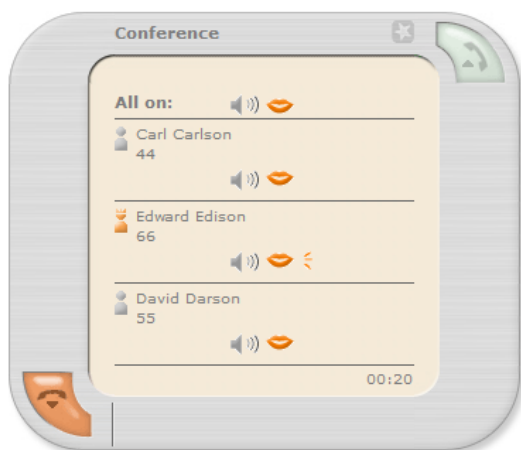 Conference
All on:
Carl Carlson
44
Edward Edison
66
David Darson
55
00:20